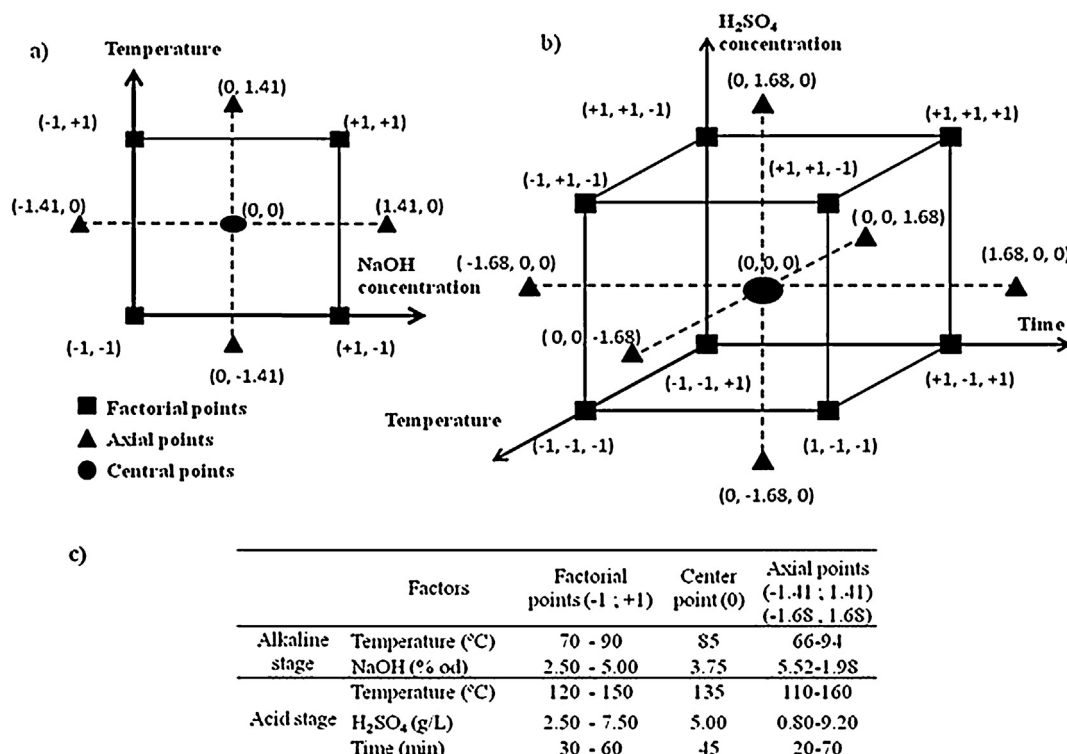 a)
Temperature
(0, 1.41)
(-1, +1)
(+1, +1)
(-1.41, 0)
(0, 0)
(1.41, 0)
NaOH
concentration
(-1, -1)
(0, -1.41)
(+1, -1)
Factorial points
Axial points
Central points
b)
H₂SO₄
concentration
(0, 1.68, 0)
(+1, +1, -1)
(+1, +1, +1)
(-1, +1, -1)
(+1, +1, -1)
(0, 0, 1.68)
(-1.68, 0, 0)
(0, 0, 0)
(1.68, 0, 0)
(0, 0, -1.68)
Time
(-1, -1, +1)
(+1, -1, +1)
Temperature
(-1, -1, -1)
(1, -1, -1)
(0, -1.68, 0)
c)
Factors Factorial points (-1 ; +1) Center point (0) Axial points (-1.41 ; 1.41) (-1.68 , 1.68)
Alkaline stage Temperature (°C) 70 - 90 85 66-94
NaOH (% od) 2.50 - 5.00 3.75 5.52-1.98
Acid stage Temperature (°C) 120 - 150 135 110-160
H₂SO₄ (g/L) 2.50 - 7.50 5.00 0.80-9.20
Time (min) 30 - 60 45 20-70